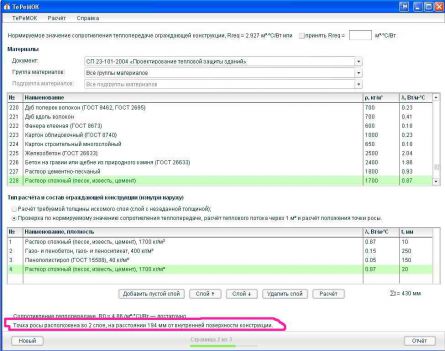 ТеРеМОК
ТеРеМОК Расчёт Справка
Нормируемое значение сопротивления теплопередаче ограждающей конструкции, Rreq = 2.927 м²·°С/Вт или принять Rreq = м²·°С/Вт
Материалы
Документ: СП 23-101-2004 «Проектирование тепловой защиты зданий»
Группа материалов: Все группы материалов
Подгруппа материалов: Все подгруппы материалов
№ Наименование ρ, кг/м³ λ, Вт/м·°С
220 Дуб поперек волокон (ГОСТ 9462, ГОСТ 2695) 700 0.23
221 Дуб вдоль волокон 700 0.41
222 Фанера клееная (ГОСТ 8673) 600 0.18
223 Картон облицовочный (ГОСТ 8740) 1000 0.23
224 Картон строительный многослойный 650 0.18
225 Железобетон (ГОСТ 26633) 2500 2.04
226 Бетон на гравии или щебне из природного камня (ГОСТ 26633) 2400 1.86
227 Раствор цементно-песчаный 1800 0.93
228 Раствор сложный (песок, известь, цемент) 1700 0.87
Тип расчёта и состав ограждающей конструкции (изнутри наружу)
Расчёт требуемой толщины искомого слоя (слой с незаданной толщиной);
Проверка по нормируемому значению сопротивления теплопередаче, расчёт теплового потока через 1 м² и расчёт положения точки росы.
№ Наименование, плотность λ, Вт/м·°С t, мм
1 Раствор сложный (песок, известь, цемент), 1700 кг/м³ 0.87 10
2 Газо- и пенобетон, газо- и пеносиликат, 400 кг/м³ 0.15 250
3 Пенополистирол (ГОСТ 15588), 40 кг/м³ 0.05 150
4 Раствор сложный (песок, известь, цемент), 1700 кг/м³ 0.87 20
Добавить пустой слой Слой ↑ Слой ↓ Удалить слой Расчёт Σt= 430 мм
Сопротивление теплопередаче, R0 = 4.86 м²·°С/Вт — достаточно.
Точка росы расположена во 2 слое, на расстоянии 194 мм от внутренней поверхности конструкции.
Новый Страница 2 из 3 Отчёт